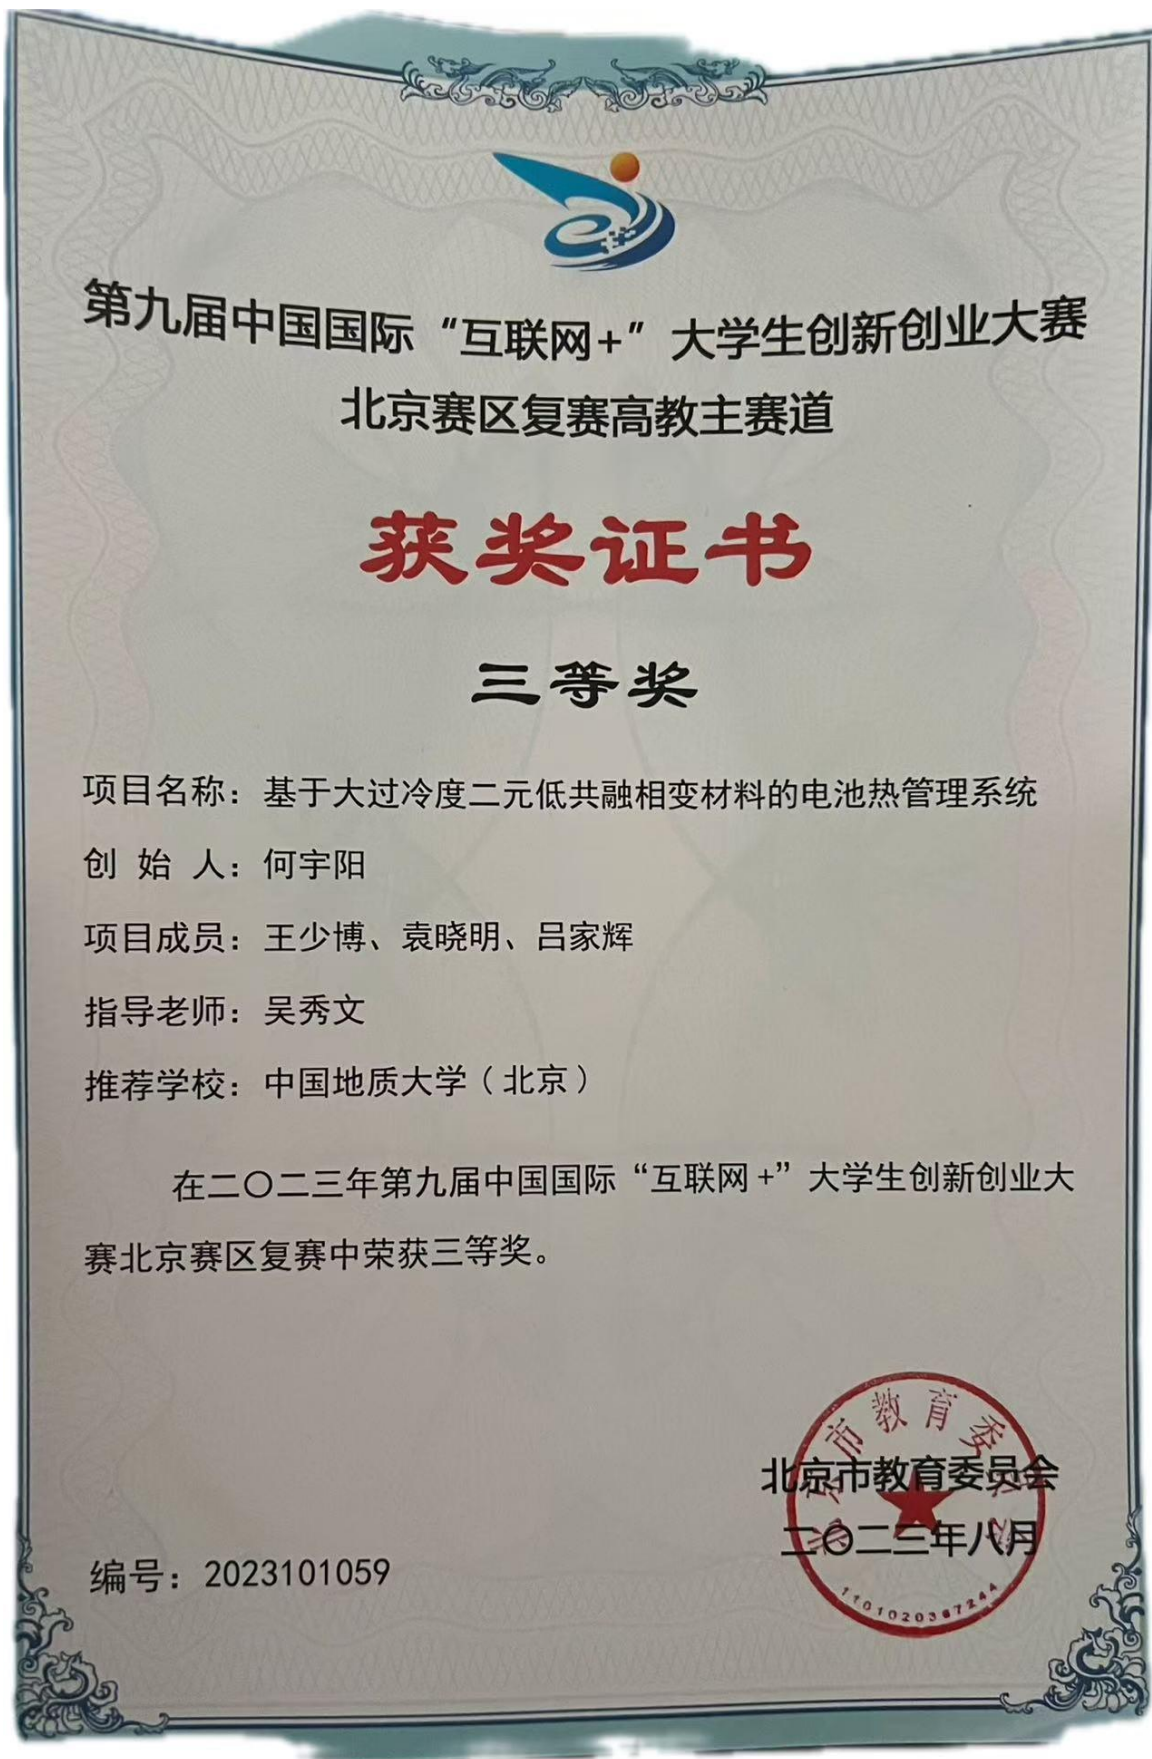 第九届中国国际“互联网+”大学生创新创业大赛
北京赛区复赛高教主赛道
获奖证书
三等奖
项目名称：基于大过冷度二元低共融相变材料的电池热管理系统
创 始 人：何宇阳
项目成员：王少博、袁晓明、吕家辉
指导老师：吴秀文
推荐学校：中国地质大学（北京）
在二〇二三年第九届中国国际“互联网+”大学生创新创业大
赛北京赛区复赛中荣获三等奖。
北京市教育委员会
北京市教育委员会
二〇二三年八月
编号：2023101059